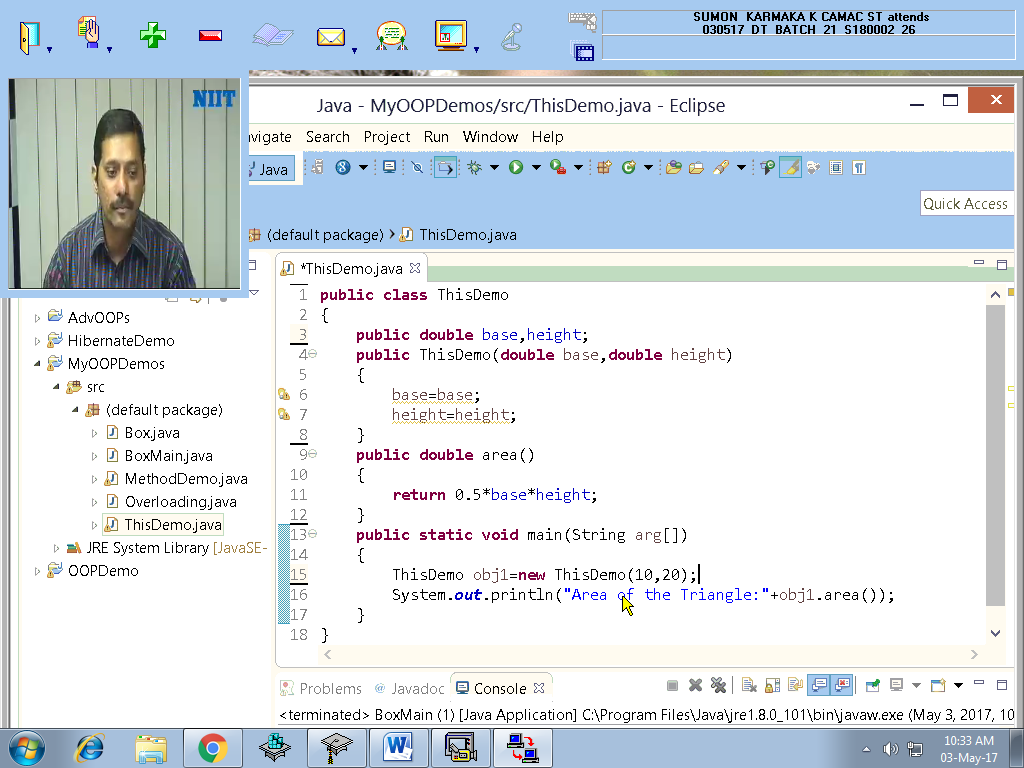 SUMON KARMAKA K CAMAC ST attends
030517 DT BATCH 21 S180002 26
NIIT
Java - MyOOPDemos/src/ThisDemo.java - Eclipse
Search Project Run Window Help
Java
Quick Access
(default package) ThisDemo.java
*ThisDemo.java
AdvOOPs
HibernateDemo
MyOOPDemos
src
(default package)
Box.java
BoxMain.java
MethodDemo.java
Overloading.java
ThisDemo.java
JRE System Library [JavaSE-
OOPDemo
1 public class ThisDemo
2 {
3 public double base,height;
4 public ThisDemo(double base,double height)
5 {
6 base=base;
7 height=height;
8 }
9 public double area()
10 {
11 return 0.5*base*height;
12 }
13 public static void main(String arg[])
14 {
15 ThisDemo obj1=new ThisDemo(10,20);
16 System.out.println("Area of the Triangle:"+obj1.area());
17 }
18 }
Problems @ Javadoc Console
<terminated> BoxMain (1) [Java Application] C:\Program Files\Java\jre1.8.0_101\bin\javaw.exe (May 3, 2017, 10
10:33 AM
03-May-17